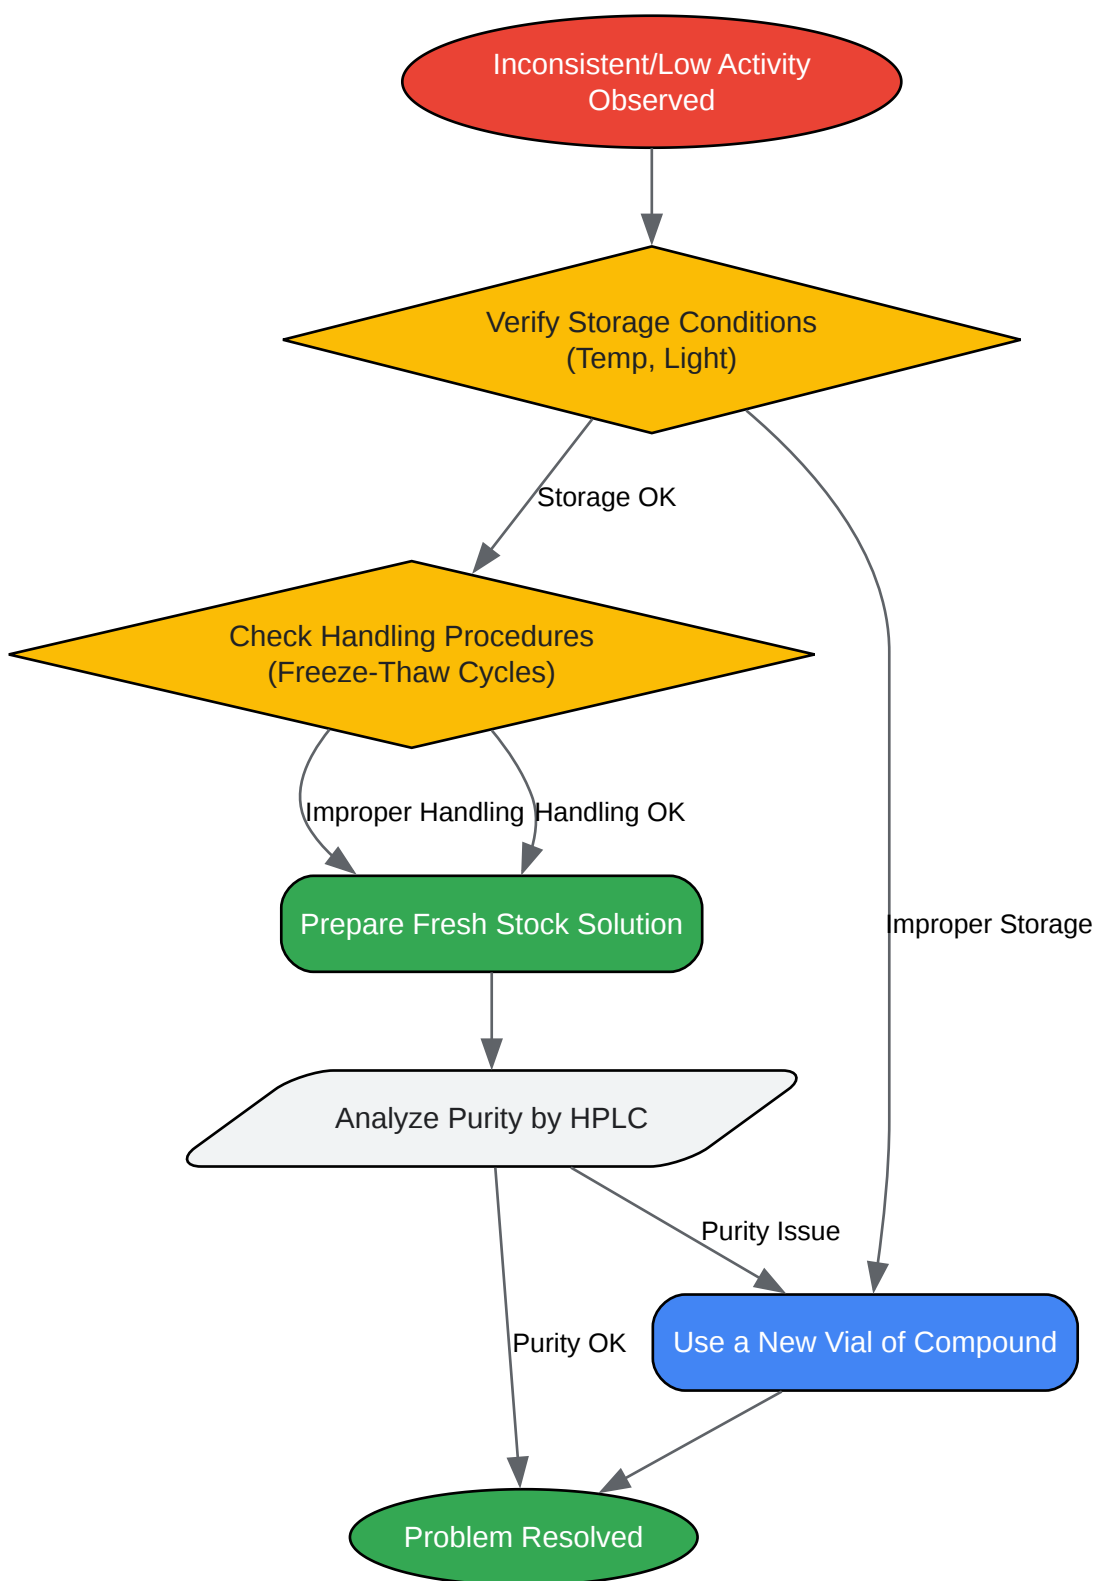 Inconsistent/Low Activity
Observed
Verify Storage Conditions
(Temp, Light)
Storage OK
Check Handling Procedures
(Freeze-Thaw Cycles)
Improper Handling
Handling OK
Prepare Fresh Stock Solution
Improper Storage
Analyze Purity by HPLC
Purity Issue
Purity OK
Use a New Vial of Compound
Problem Resolved